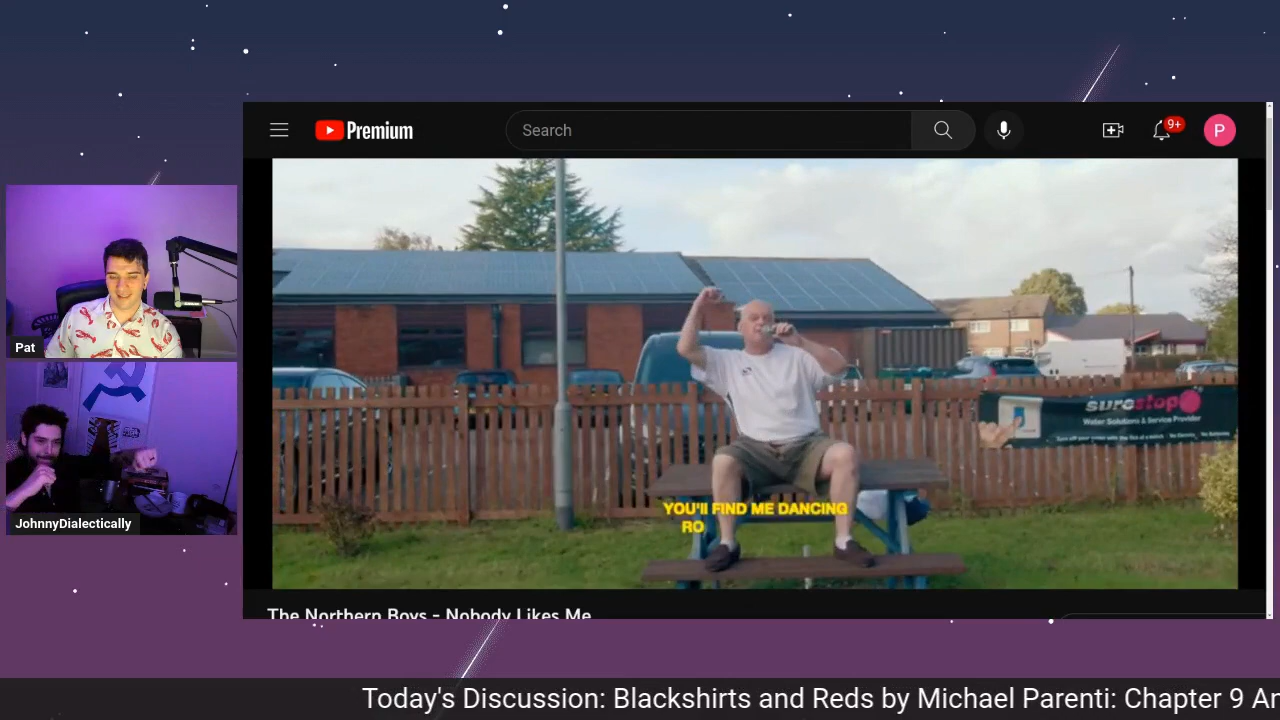 Premium
Search
9+
P
Pat
JohnnyDialectically
surestop
Water Solutions & Service Provider
YOU'll FIND ME DANCING
RO
The Northern Boys - Nobody Likes Me
Today's Discussion: Blackshirts and Reds by Michael Parenti: Chapter 9 An